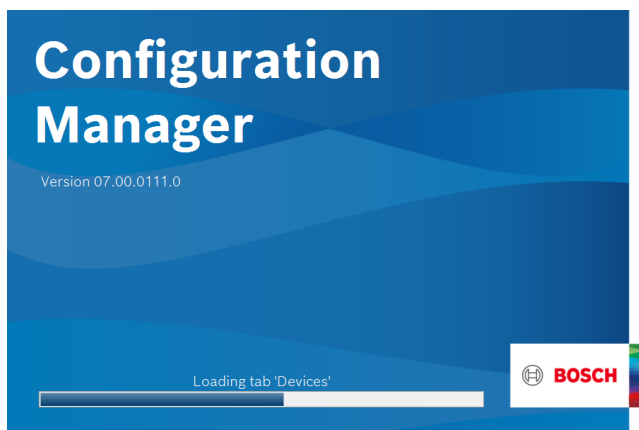 Configuration
Manager
Version 07.00.0111.0
Loading tab 'Devices'
BOSCH